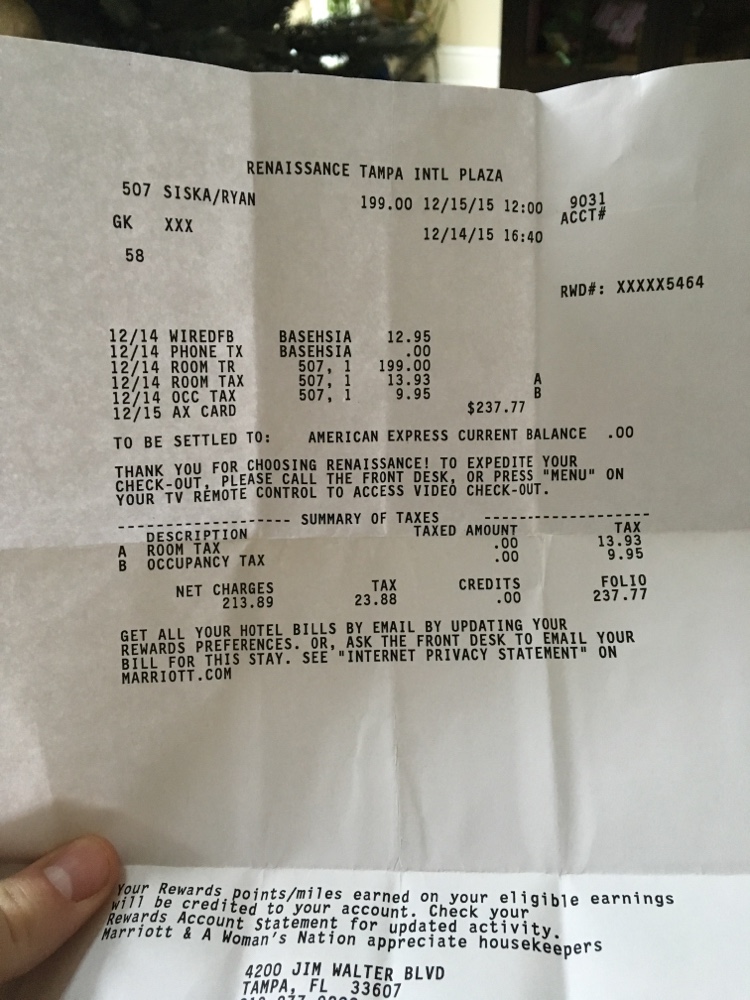 RENAISSANCE TAMPA INTL PLAZA
507 SISKA/RYAN 199.00 12/15/15 12:00 9031
ACCT#
GK XXX 12/14/15 16:40
58
RWD#: XXXXX5464
12/14 WIREDFB BASEHSIA 12.95
12/14 PHONE TX BASEHSIA .00
12/14 ROOM TR 507, 1 199.00
12/14 ROOM TAX 507, 1 13.93 A
12/14 OCC TAX 507, 1 9.95 B
12/15 AX CARD $237.77
TO BE SETTLED TO: AMERICAN EXPRESS CURRENT BALANCE .00
THANK YOU FOR CHOOSING RENAISSANCE! TO EXPEDITE YOUR
CHECK-OUT, PLEASE CALL THE FRONT DESK, OR PRESS "MENU" ON
YOUR TV REMOTE CONTROL TO ACCESS VIDEO CHECK-OUT.
------------------- SUMMARY OF TAXES ------------------
DESCRIPTION TAXED AMOUNT TAX
A ROOM TAX .00 13.93
B OCCUPANCY TAX .00 9.95
NET CHARGES TAX CREDITS FOLIO
213.89 23.88 .00 237.77
GET ALL YOUR HOTEL BILLS BY EMAIL BY UPDATING YOUR
REWARDS PREFERENCES. OR, ASK THE FRONT DESK TO EMAIL YOUR
BILL FOR THIS STAY. SEE "INTERNET PRIVACY STATEMENT" ON
MARRIOTT.COM
Your Rewards points/miles earned on your eligible earnings
will be credited to your account. Check your
Rewards Account Statement for updated activity.
Marriott & A Woman's Nation appreciate housekeepers
4200 JIM WALTER BLVD
TAMPA, FL 33607